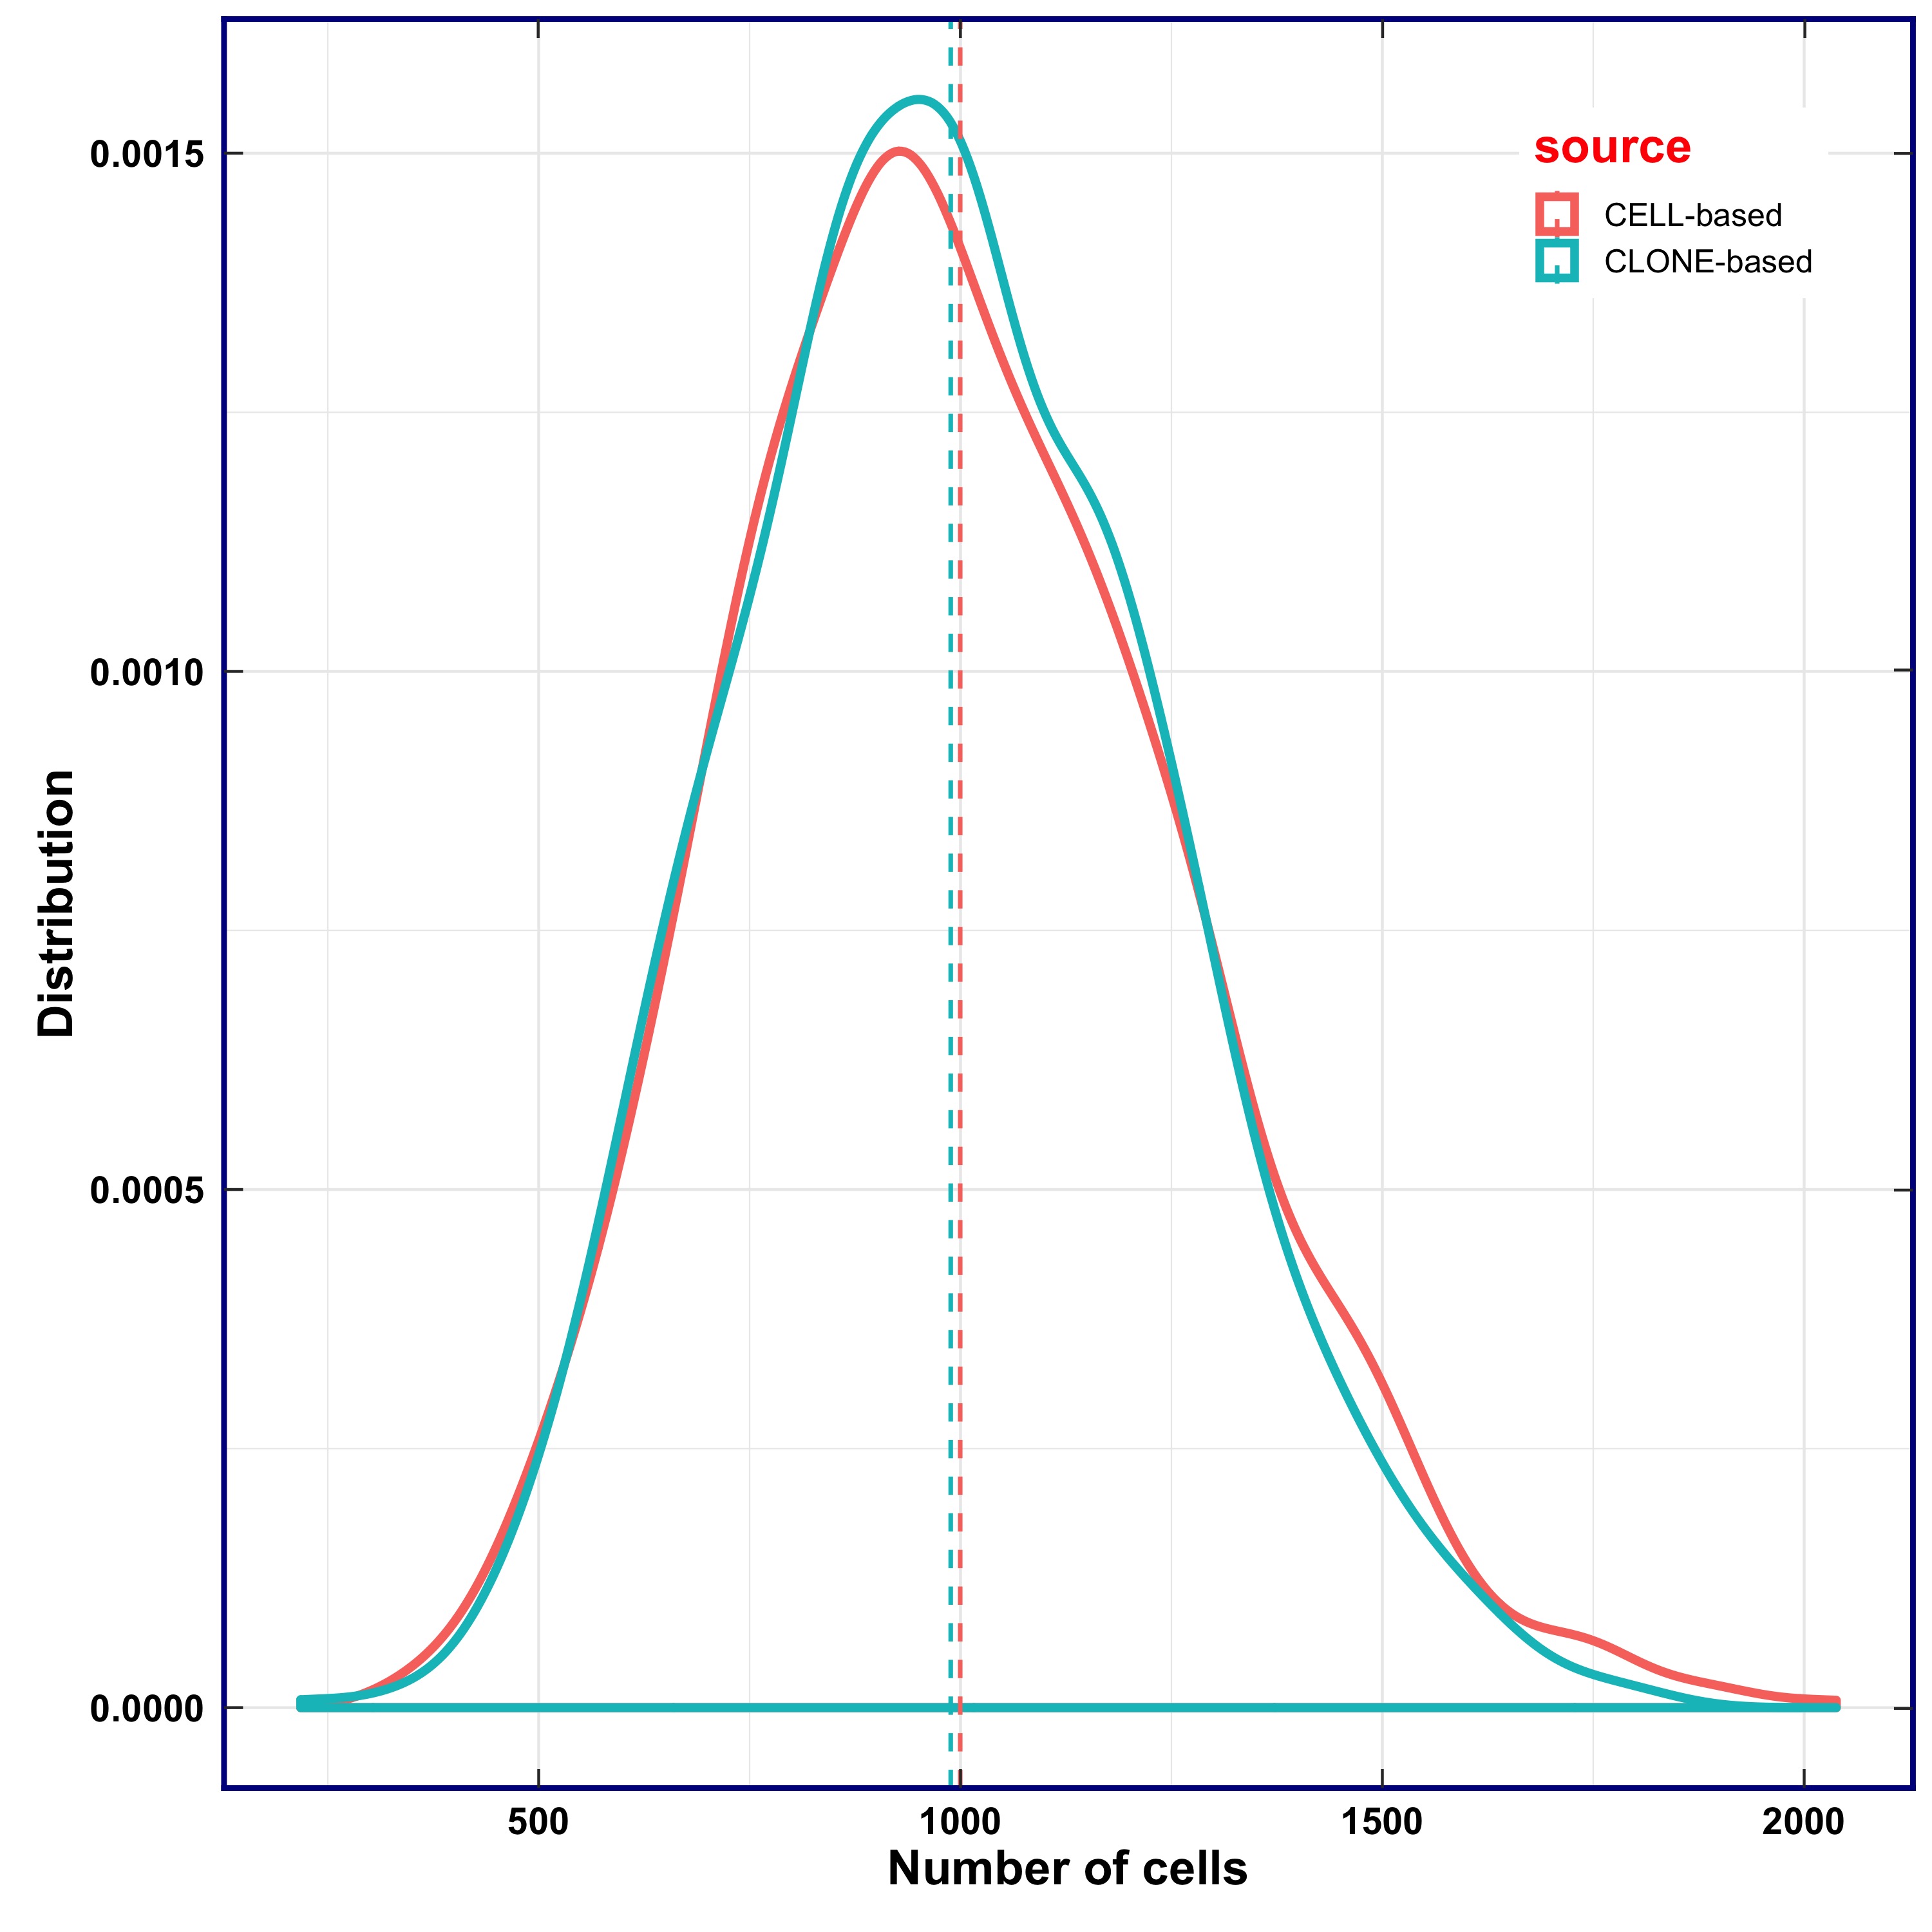 source
CELL-based
CLONE-based
0.0015
0.0010
0.0005
0.0000
Distribution
500 1000 1500 2000
Number of cells